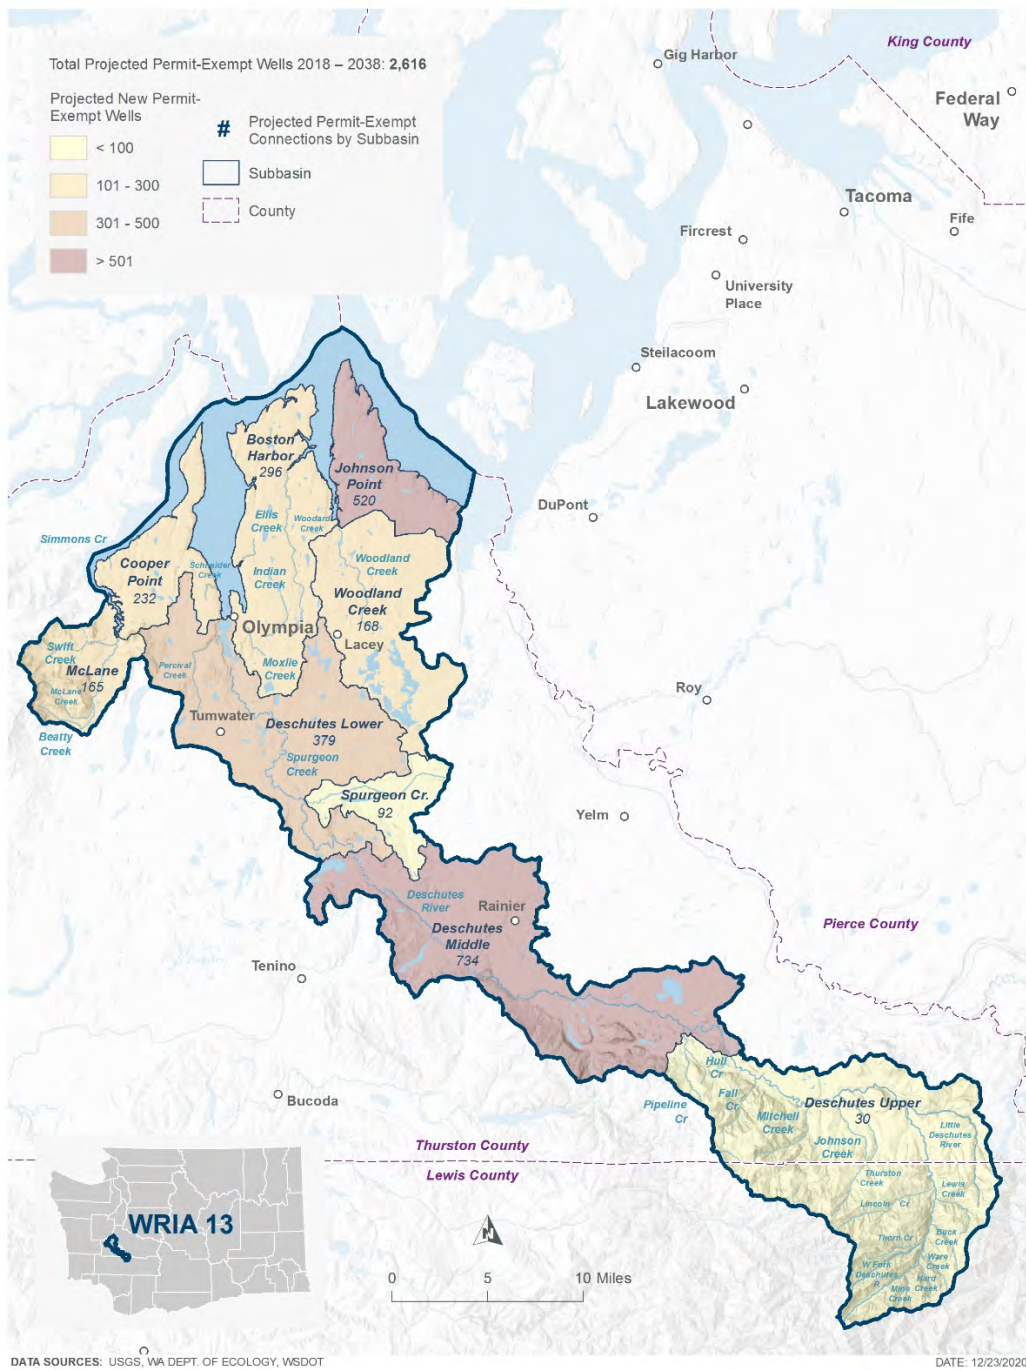 King County
Gig Harbor
Federal
Way
Total Projected Permit-Exempt Wells 2018 – 2038: 2,616
Projected New Permit-
Exempt Wells
< 100
101 - 300
301 - 500
> 501
# Projected Permit-Exempt
Connections by Subbasin
Subbasin
County
Tacoma
Fife
Fircrest
University
Place
Steilacoom
Lakewood
DuPont
Boston
Harbor
296
Johnson
Point
520
Ellis
Creek
Woodard
Creek
Simmons Cr
Cooper
Point
232
Schneider
Creek
Indian
Creek
Woodland
Creek
Woodland
Creek
168
Olympia
Lacey
Swift
Creek
McLane
165
McLane
Creek
Percival
Creek
Moxlie
Creek
Beatty
Creek
Tumwater
Deschutes Lower
379
Spurgeon
Creek
Roy
Spurgeon Cr.
92
Yelm
Deschutes
River
Rainier
Deschutes
Middle
734
Pierce County
Tenino
Bucoda
Hull
Cr
Fall
Cr
Pipeline
Cr
Mitchell
Creek
Deschutes Upper
30
Johnson
Creek
Little
Deschutes
River
Thurston County
Lewis County
Thurston
Creek
Lewis
Creek
Lincoln Cr
Thorn Cr
Buck
Creek
Ware
Creek
W Fork
Deschutes
R
Hard
Creek
Mine
Creek
WRIA 13
N
0 5 10 Miles
DATA SOURCES: USGS, WA DEPT. OF ECOLOGY, WSDOT
DATE: 12/23/2020